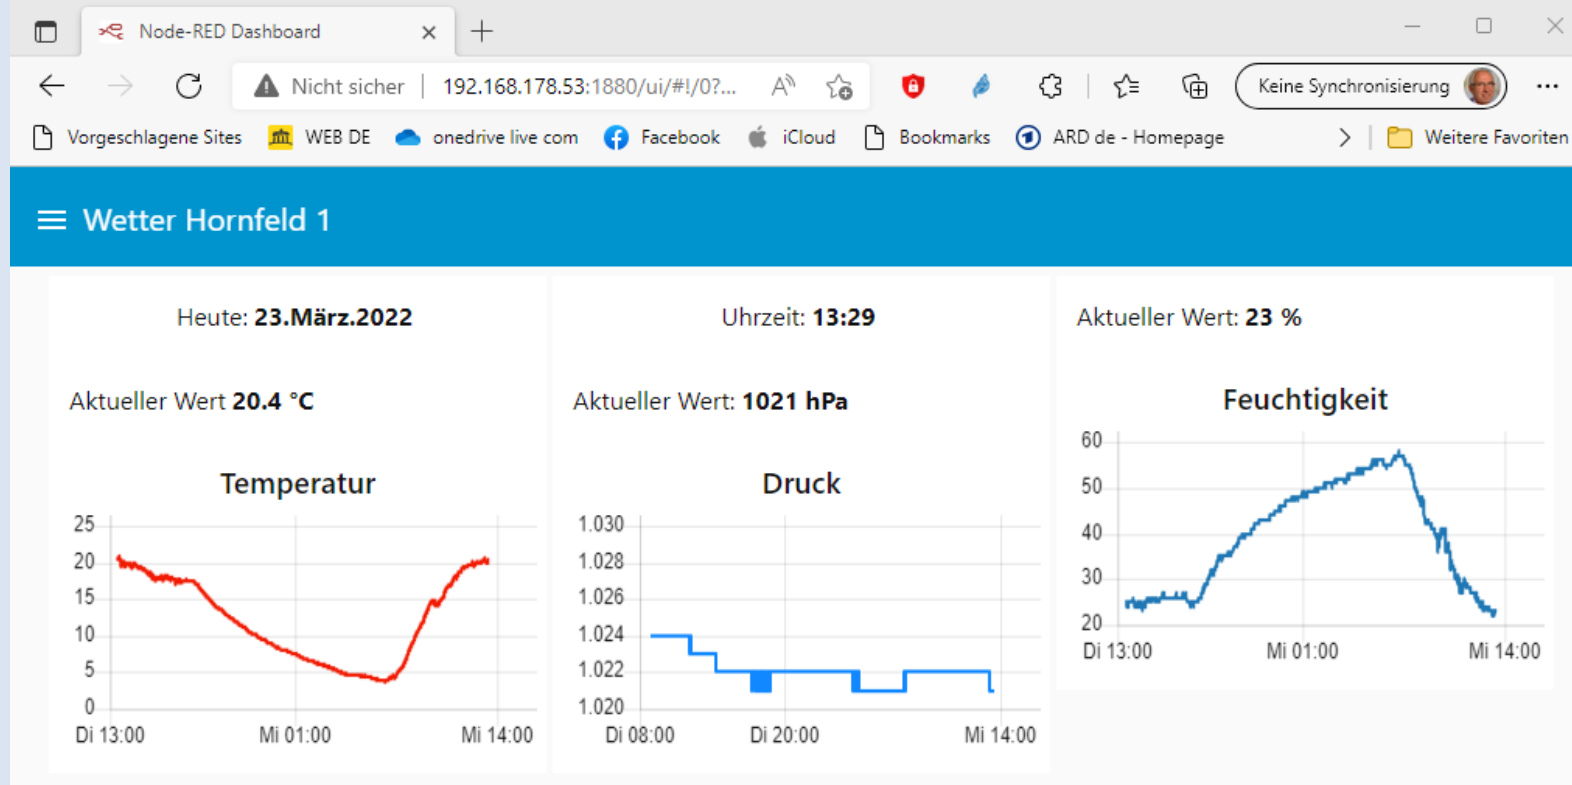 Node-RED Dashboard
Nicht sicher | 192.168.178.53:1880/ui/#!/0?...
Keine Synchronisierung
Vorgeschlagene Sites
WEB DE
onedrive live com
Facebook
iCloud
Bookmarks
ARD de - Homepage
Weitere Favoriten
Wetter Hornfeld 1
Heute: 23.März.2022
Aktueller Wert 20.4 °C
Temperatur
25
20
15
10
5
0
Di 13:00 Mi 01:00 Mi 14:00
Uhrzeit: 13:29
Aktueller Wert: 1021 hPa
Druck
1.030
1.028
1.026
1.024
1.022
1.020
Di 08:00 Di 20:00 Mi 14:00
Aktueller Wert: 23 %
Feuchtigkeit
60
50
40
30
20
Di 13:00 Mi 01:00 Mi 14:00